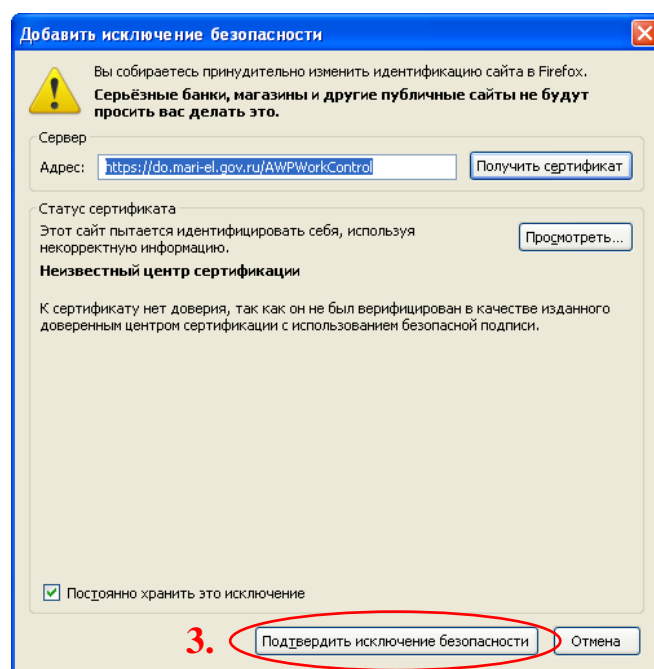 Добавить исключение безопасности
Вы собираетесь принудительно изменить идентификацию сайта в Firefox.
Серьёзные банки, магазины и другие публичные сайты не будут
просить вас делать это.
Сервер
Адрес: https://do.mari-el.gov.ru/AWPWorkControl Получить сертификат
Статус сертификата
Этот сайт пытается идентифицировать себя, используя
некорректную информацию.
Просмотреть...
Неизвестный центр сертификации
К сертификату нет доверия, так как он не был верифицирован в качестве изданного
доверенным центром сертификации с использованием безопасной подписи.
Постоянно хранить это исключение
3. Подтвердить исключение безопасности Отмена